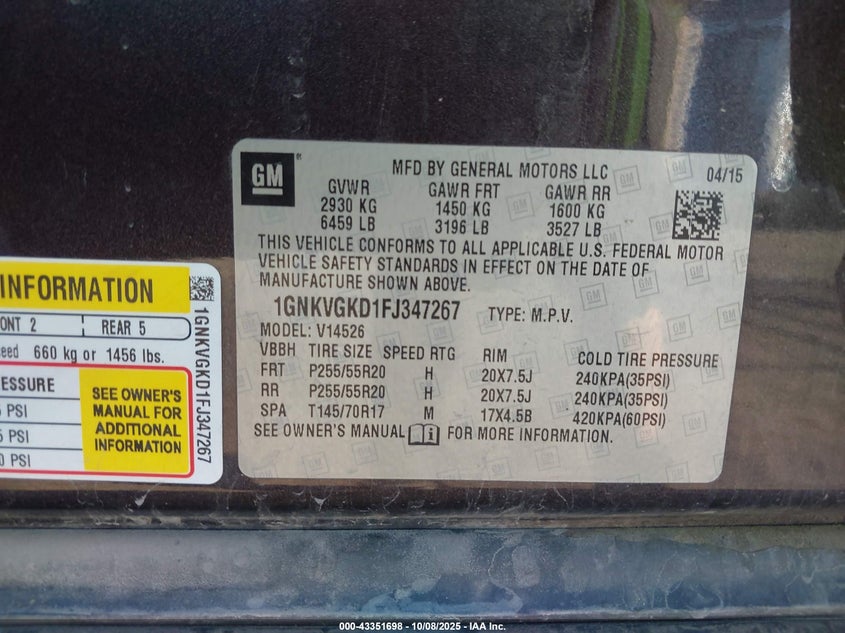 GM
MFD BY GENERAL MOTORS LLC 04/15
GVWR GAWR FRT GAWR RR
2930 KG 1450 KG 1600 KG
6459 LB 3196 LB 3527 LB
THIS VEHICLE CONFORMS TO ALL APPLICABLE U.S. FEDERAL MOTOR
VEHICLE SAFETY STANDARDS IN EFFECT ON THE DATE OF
MANUFACTURE SHOWN ABOVE.
1GNKVGKD1FJ347267 TYPE: M.P.V.
MODEL: V14526
VBBH TIRE SIZE SPEED RTG RIM COLD TIRE PRESSURE
FRT P255/55R20 H 20X7.5J 240KPA(35PSI)
RR P255/55R20 H 20X7.5J 240KPA(35PSI)
SPA T145/70R17 M 17X4.5B 420KPA(60PSI)
SEE OWNER'S MANUAL FOR MORE INFORMATION.
INFORMATION
ONT 2 REAR 5
eed 660 kg or 1456 lbs.
ESSURE
5 PSI
5 PSI
0 PSI
SEE OWNER'S
MANUAL FOR
ADDITIONAL
INFORMATION
1GNKVGKD1FJ347267
000-43351698 - 10/08/2025 - IAA Inc.